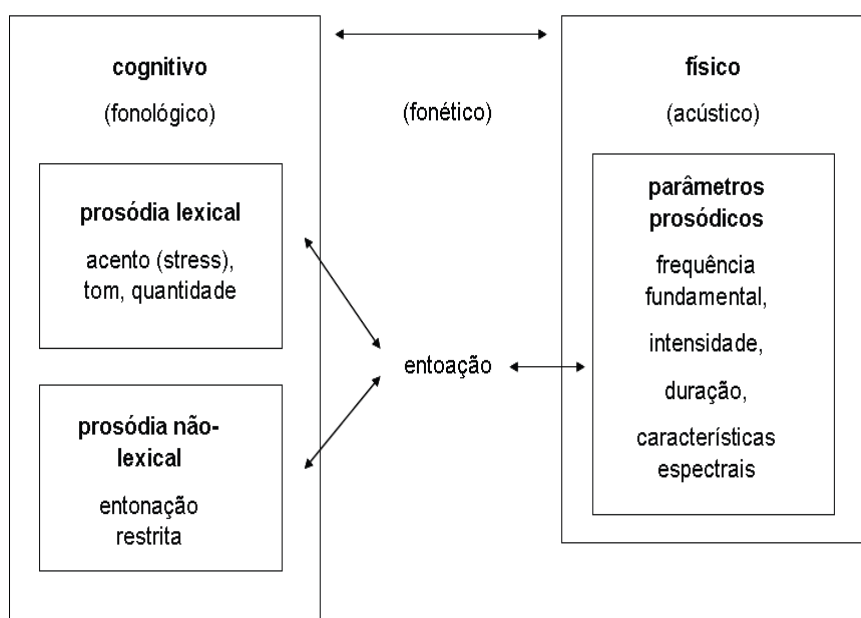 cognitivo
(fonológico)
prosódia lexical
acento (stress),
tom, quantidade
prosódia não-
lexical
entonação
restrita
(fonético)
entoação
físico
(acústico)
parâmetros
prosódicos
frequência
fundamental,
intensidade,
duração,
características
espectrais